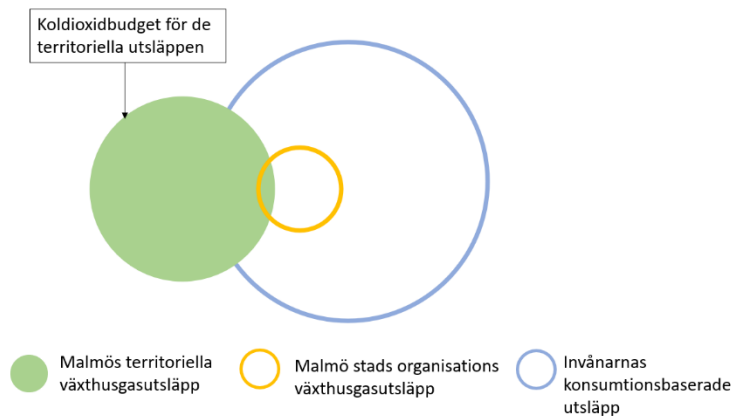 Koldioxidbudget för de
territoriella utsläppen
Malmös territoriella
växthusgasutsläpp
Malmö stads organisations
växthusgasutsläpp
Invånarnas
konsumtionsbaserade
utsläpp